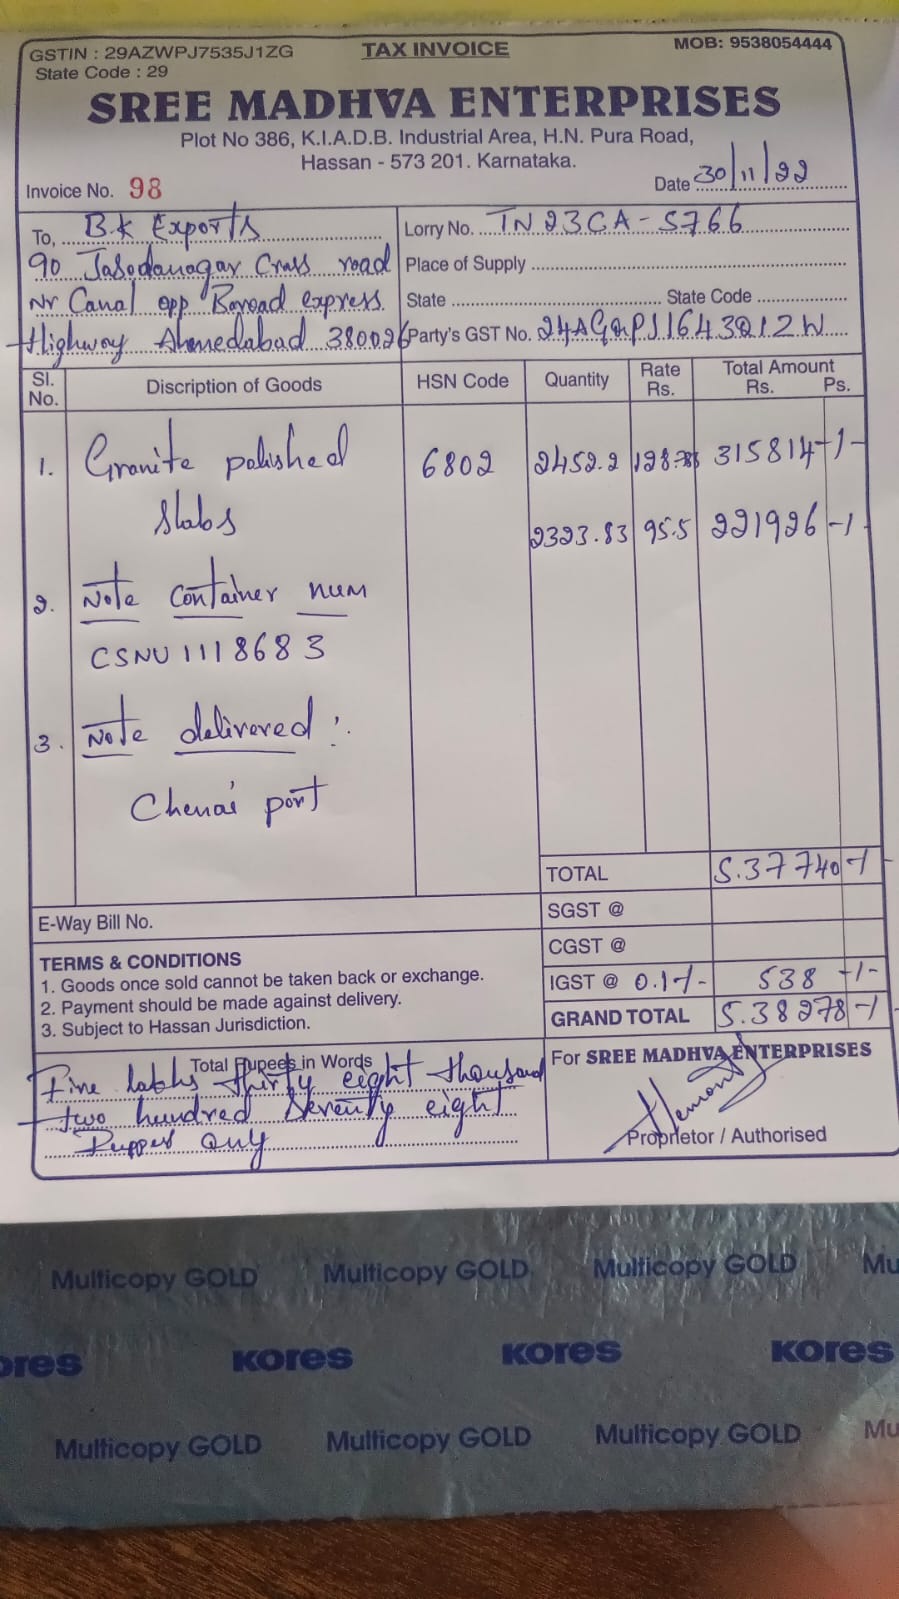 GSTIN : 29AZWPJ7535J1ZG TAX INVOICE MOB: 9538054444
State Code : 29
SREE MADHVA ENTERPRISES
Plot No 386, K.I.A.D.B. Industrial Area, H.N. Pura Road,
Hassan - 573 201. Karnataka.
Invoice No. 98 Date 30/11/22
To, B.K Exports
90 Jasodanagar Cross road
Nr Canal opp Baroad express
Highway Ahmedabad 380026
Lorry No. TN 23CA-5766
Place of Supply
State State Code
Party's GST No.
Sl. No. Discription of Goods HSN Code Quantity Rate Rs. Total Amount Rs. Ps.
1. Granite polished 6802 2452.2 315814-/-
Slabs 2323.83 95.5 221926-/-
2. Note Container num
CSNU 1118683
3. Note delivered :
Chenai port
TOTAL 5.37740-/-
E-Way Bill No. SGST @
CGST @
TERMS & CONDITIONS
1. Goods once sold cannot be taken back or exchange.
2. Payment should be made against delivery.
3. Subject to Hassan Jurisdiction.
IGST @ 0.1-/- 538-/-
GRAND TOTAL 5.38278-/-
Total Rupees in Words
Five lakhs thirty eight thousand
two hundred Seventy eight
Ruppes Only
For SREE MADHVA ENTERPRISES
Proprietor / Authorised
Multicopy GOLD Multicopy GOLD Multicopy GOLD Mu
ores KORES KORES KORES
Multicopy GOLD Multicopy GOLD Multicopy GOLD Mu